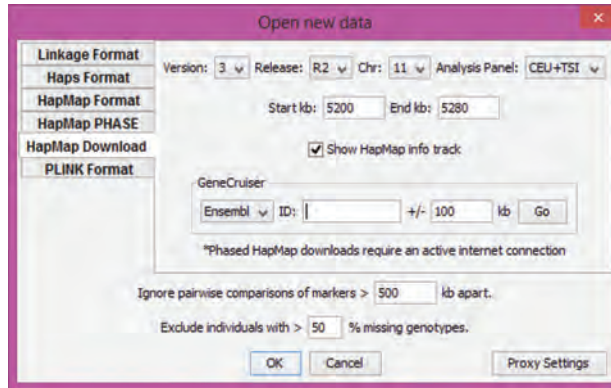 Open new data
Linkage Format
Haps Format
HapMap Format
HapMap PHASE
HapMap Download
PLINK Format
Version: 3 Release: R2 Chr: 11 Analysis Panel: CEU+TSI
Start kb: 5200 End kb: 5280
Show HapMap info track
GeneCruiser
Ensembl ID: +/- 100 kb Go
*Phased HapMap downloads require an active internet connection
Ignore pairwise comparisons of markers > 500 kb apart.
Exclude individuals with > 50 % missing genotypes.
OK Cancel Proxy Settings